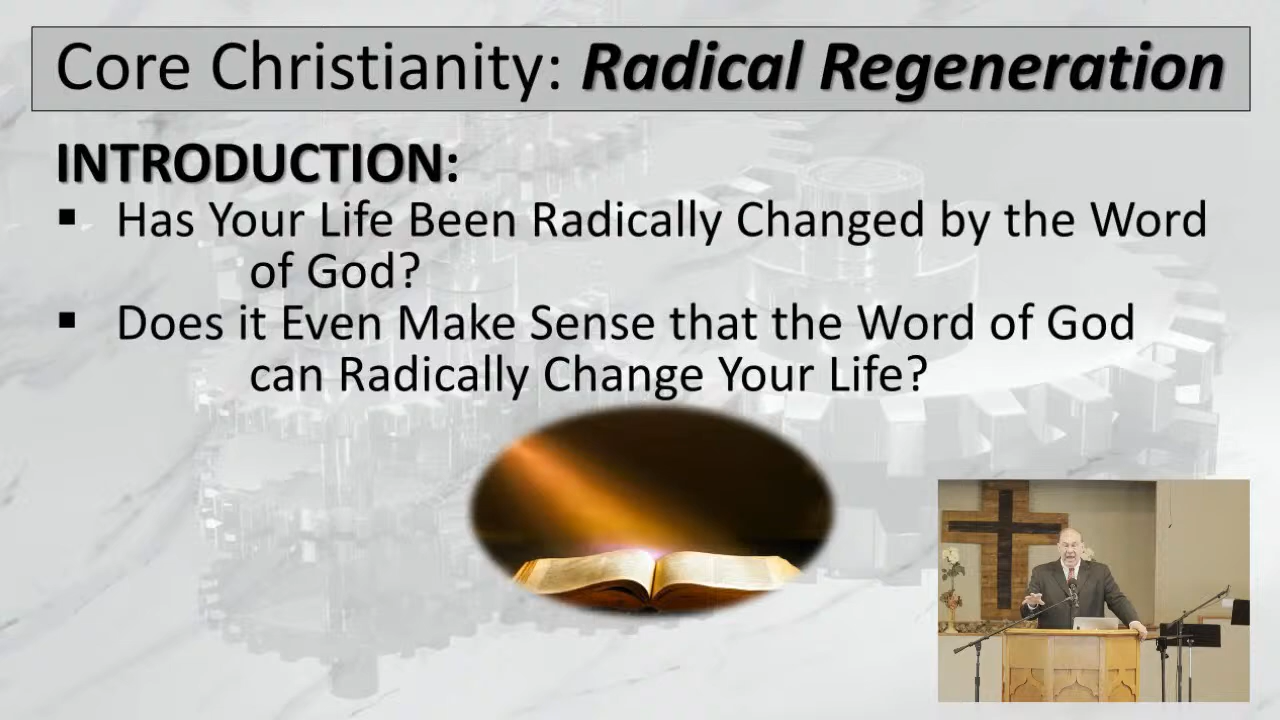 Core Christianity: Radical Regeneration
INTRODUCTION:
▪ Has Your Life Been Radically Changed by the Word
of God?
▪ Does it Even Make Sense that the Word of God
can Radically Change Your Life?